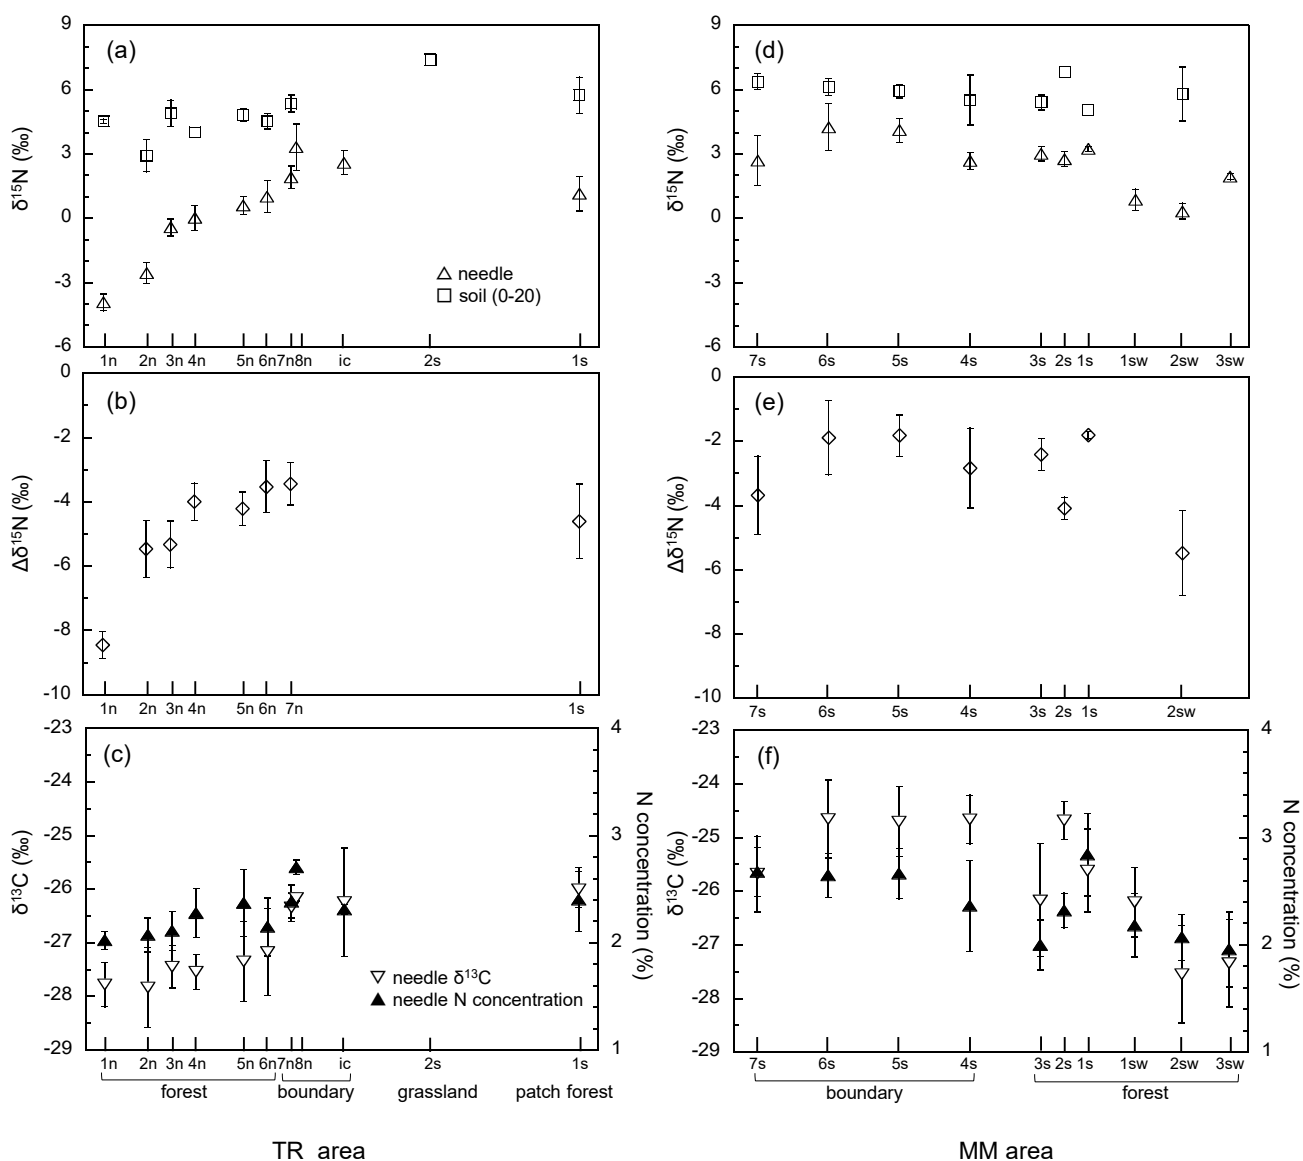 (a)
δ¹⁵N (‰)
9
6
3
0
-3
-6
needle
soil (0-20)
1n 2n 3n 4n 5n 6n 7n 8n ic 2s 1s
(d)
δ¹⁵N (‰)
9
6
3
0
-3
-6
7s 6s 5s 4s 3s 2s 1s 1sw 2sw 3sw
(b)
Δδ¹⁵N (‰)
0
-2
-4
-6
-8
-10
1n 2n 3n 4n 5n 6n 7n 1s
(e)
Δδ¹⁵N (‰)
0
-2
-4
-6
-8
-10
7s 6s 5s 4s 3s 2s 1s 2sw
(c)
δ¹³C (‰)
-23
-24
-25
-26
-27
-28
-29
needle δ¹³C
needle N concentration
4
3
2
1
N concentration (%)
1n 2n 3n 4n 5n 6n 7n 8n ic 2s 1s
forest boundary grassland patch forest
TR area
(f)
δ¹³C (‰)
-23
-24
-25
-26
-27
-28
-29
4
3
2
1
N concentration (%)
7s 6s 5s 4s 3s 2s 1s 1sw 2sw 3sw
boundary forest
MM area